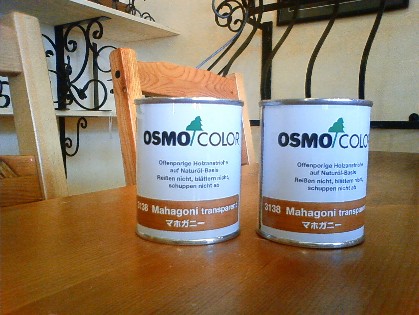 OSMO COLOR
Offenporige Holzanstriche
auf Naturöl-Basis
Reißen nicht, blättern nicht,
schuppen nicht ab
3138 Mahagoni transparent
マホガニー
OSMO COLOR
Offenporige Holzanstriche
auf Naturöl-Basis
Reißen nicht, blättern nicht,
schuppen nicht ab
3138 Mahagoni transparent
マホガニー